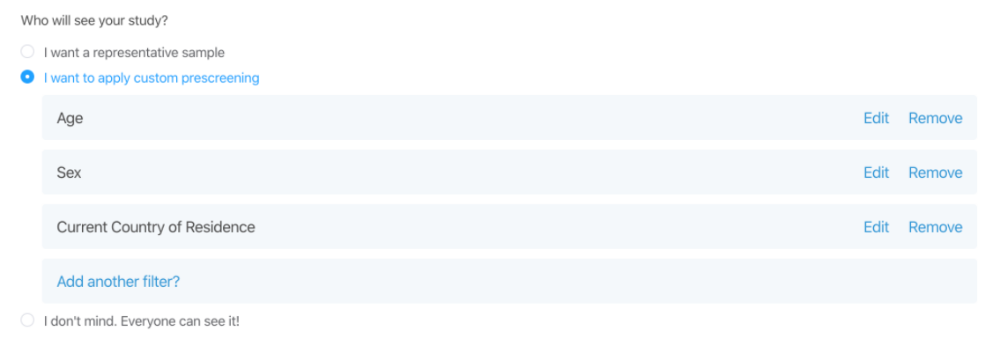 Who will see your study?
I want a representative sample
I want to apply custom prescreening
Age Edit Remove
Sex Edit Remove
Current Country of Residence Edit Remove
Add another filter?
I don't mind. Everyone can see it!